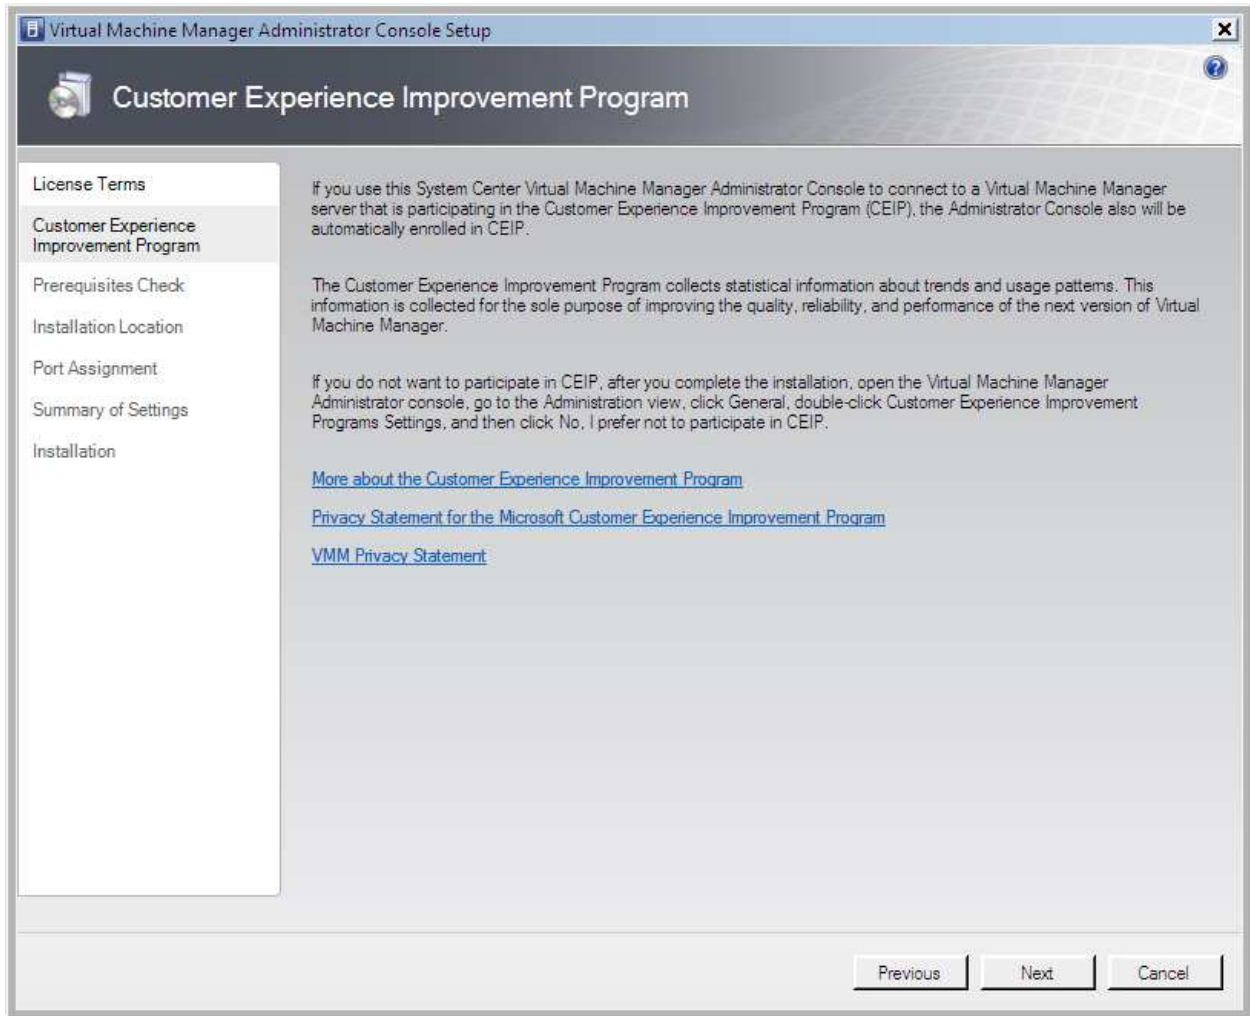 Virtual Machine Manager Administrator Console Setup
Customer Experience Improvement Program
License Terms
Customer Experience
Improvement Program
Prerequisites Check
Installation Location
Port Assignment
Summary of Settings
Installation
If you use this System Center Virtual Machine Manager Administrator Console to connect to a Virtual Machine Manager
server that is participating in the Customer Experience Improvement Program (CEIP), the Administrator Console also will be
automatically enrolled in CEIP.
The Customer Experience Improvement Program collects statistical information about trends and usage patterns. This
information is collected for the sole purpose of improving the quality, reliability, and performance of the next version of Virtual
Machine Manager.
If you do not want to participate in CEIP, after you complete the installation, open the Virtual Machine Manager
Administrator console, go to the Administration view, click General, double-click Customer Experience Improvement
Programs Settings, and then click No, I prefer not to participate in CEIP.
More about the Customer Experience Improvement Program
Privacy Statement for the Microsoft Customer Experience Improvement Program
VMM Privacy Statement
Previous Next Cancel